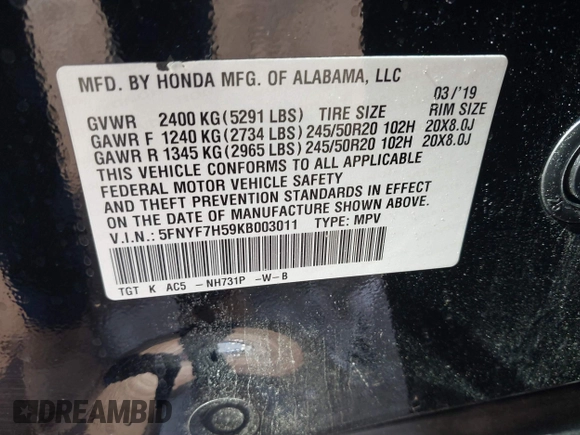 MFD. BY HONDA MFG. OF ALABAMA, LLC
03/'19
GVWR 2400 KG(5291 LBS) TIRE SIZE RIM SIZE
GAWR F 1240 KG(2734 LBS)245/50R20 102H 20X8.0J
GAWR R 1345 KG(2965 LBS)245/50R20 102H 20X8.0J
THIS VEHICLE CONFORMS TO ALL APPLICABLE
FEDERAL MOTOR VEHICLE SAFETY
AND THEFT PREVENTION STANDARDS IN EFFECT
ON THE DATE OF MANUFACTURE SHOWN ABOVE.
V.I.N.: 5FNYF7H59KB003011 TYPE: MPV
TGT K AC5 -NH731P -W-B
DREAMBID